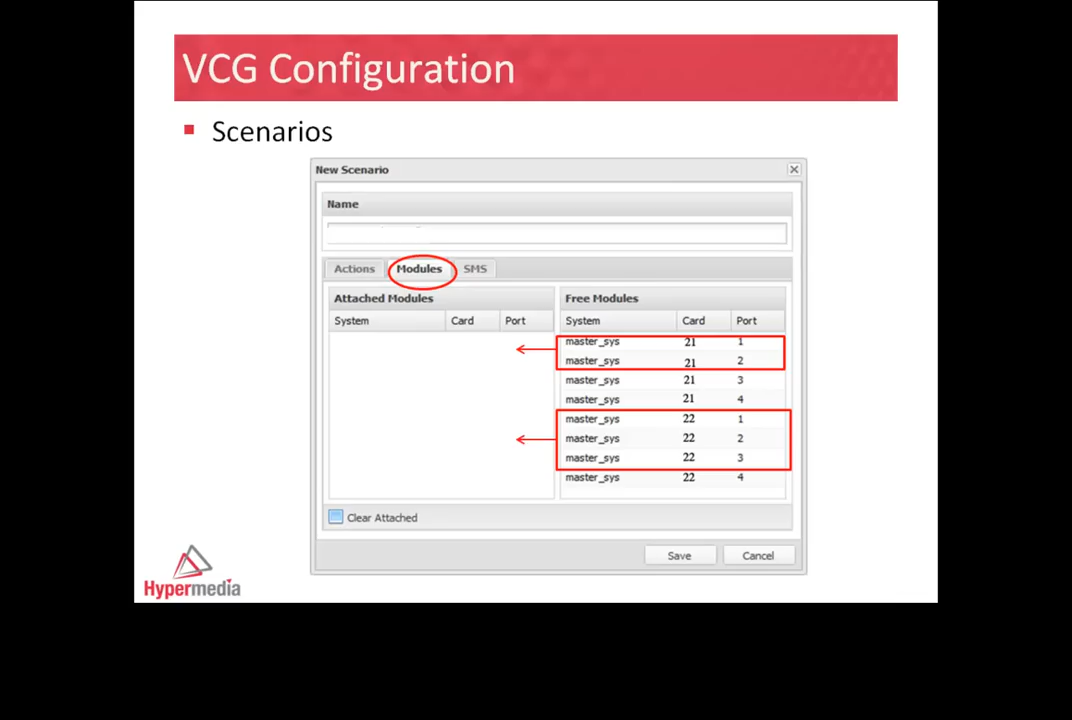 VCG Configuration
Scenarios
New Scenario
Name
Actions Modules SMS
Attached Modules Free Modules
System Card Port System Card Port
master_sys 21 1
master_sys 21 2
master_sys 21 3
master_sys 21 4
master_sys 22 1
master_sys 22 2
master_sys 22 3
master_sys 22 4
Clear Attached
Save Cancel
Hypermedia